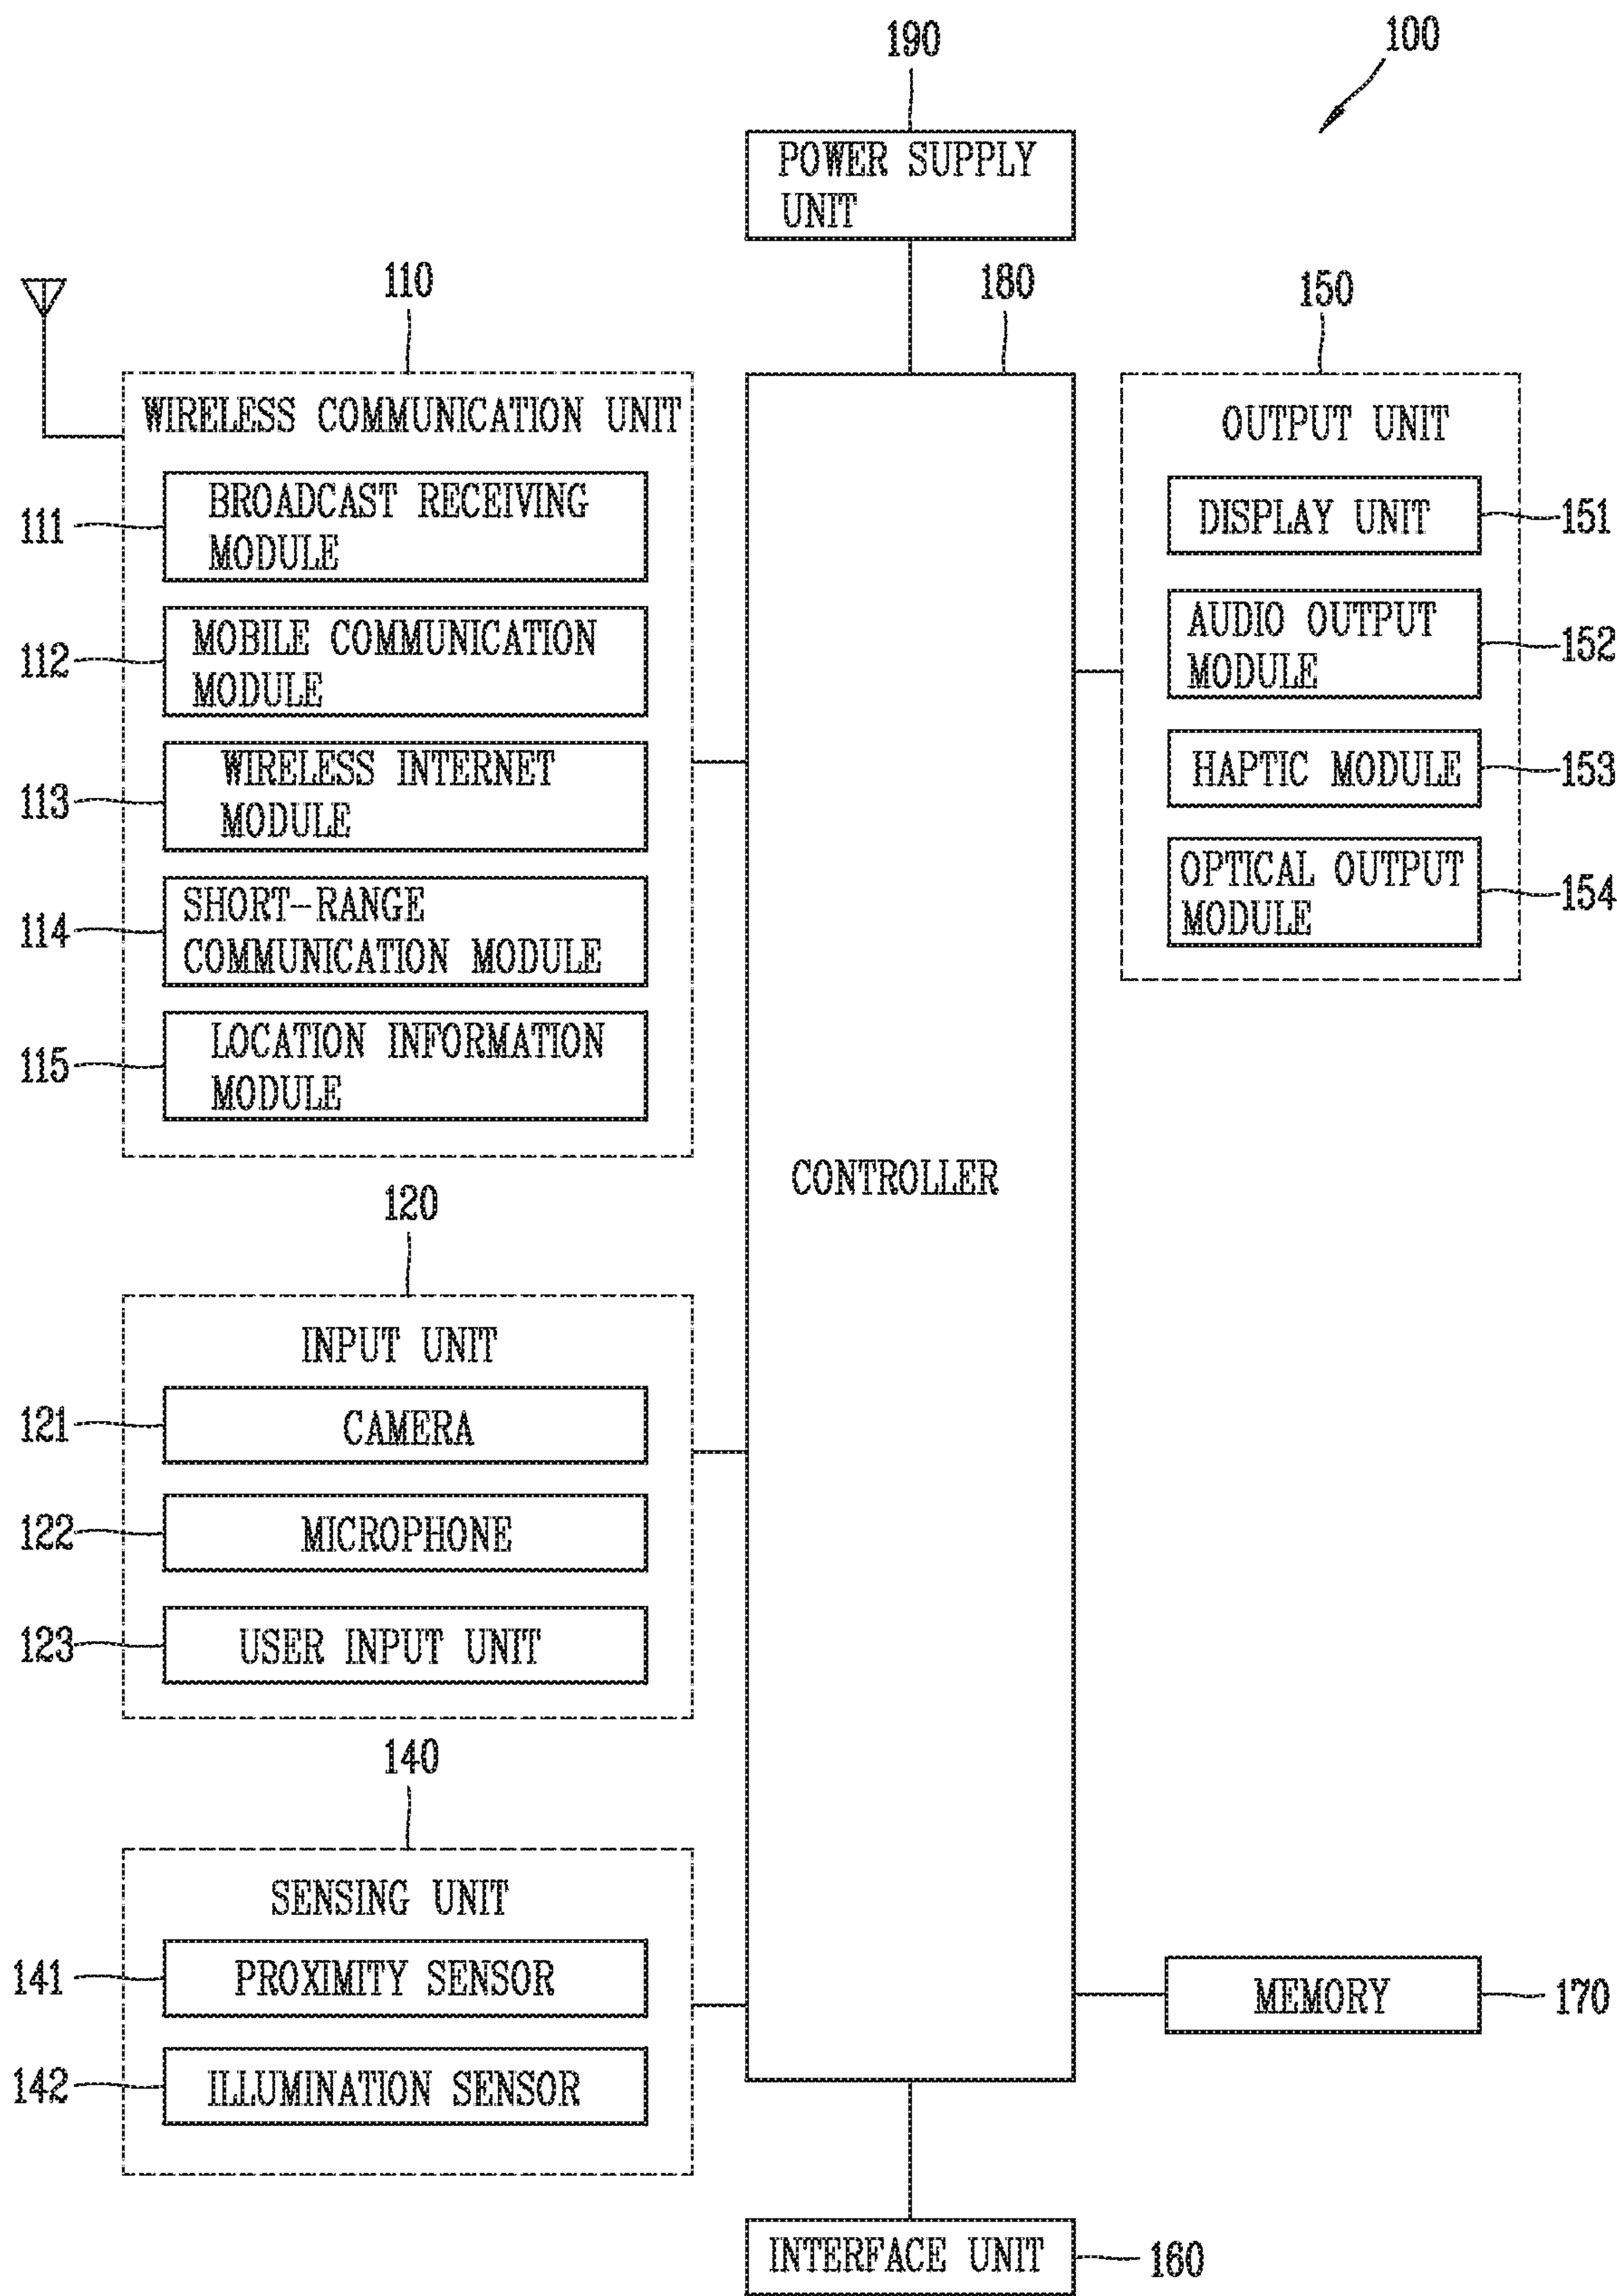 190
100
POWER SUPPLY
UNIT
110
180
150
WIRELESS COMMUNICATION UNIT
111
BROADCAST RECEIVING
MODULE
112
MOBILE COMMUNICATION
MODULE
113
WIRELESS INTERNET
MODULE
114
SHORT-RANGE
COMMUNICATION MODULE
115
LOCATION INFORMATION
MODULE
OUTPUT UNIT
DISPLAY UNIT
151
AUDIO OUTPUT
MODULE
152
HAPTIC MODULE
153
OPTICAL OUTPUT
MODULE
154
CONTROLLER
120
INPUT UNIT
121
CAMERA
122
MICROPHONE
123
USER INPUT UNIT
140
SENSING UNIT
141
PROXIMITY SENSOR
142
ILLUMINATION SENSOR
MEMORY
170
INTERFACE UNIT
160